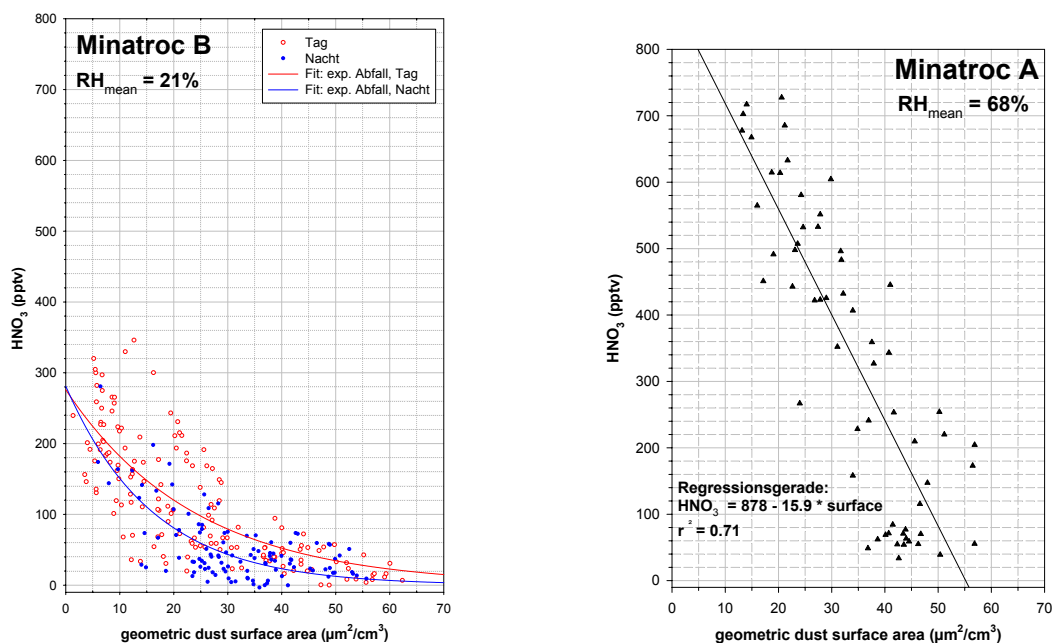 Minatroc B
RH_mean = 21%
Tag
Nacht
Fit: exp. Abfall, Tag
Fit: exp. Abfall, Nacht
HNO₃ (pptv)
800
700
600
500
400
300
200
100
0
0 10 20 30 40 50 60 70
geometric dust surface area (µm²/cm³)
Minatroc A
RH_mean = 68%
HNO₃ (pptv)
800
700
600
500
400
300
200
100
0
Regressionsgerade:
HNO₃ = 878 - 15.9 * surface
r² = 0.71
0 10 20 30 40 50 60 70
geometric dust surface area (µm²/cm³)